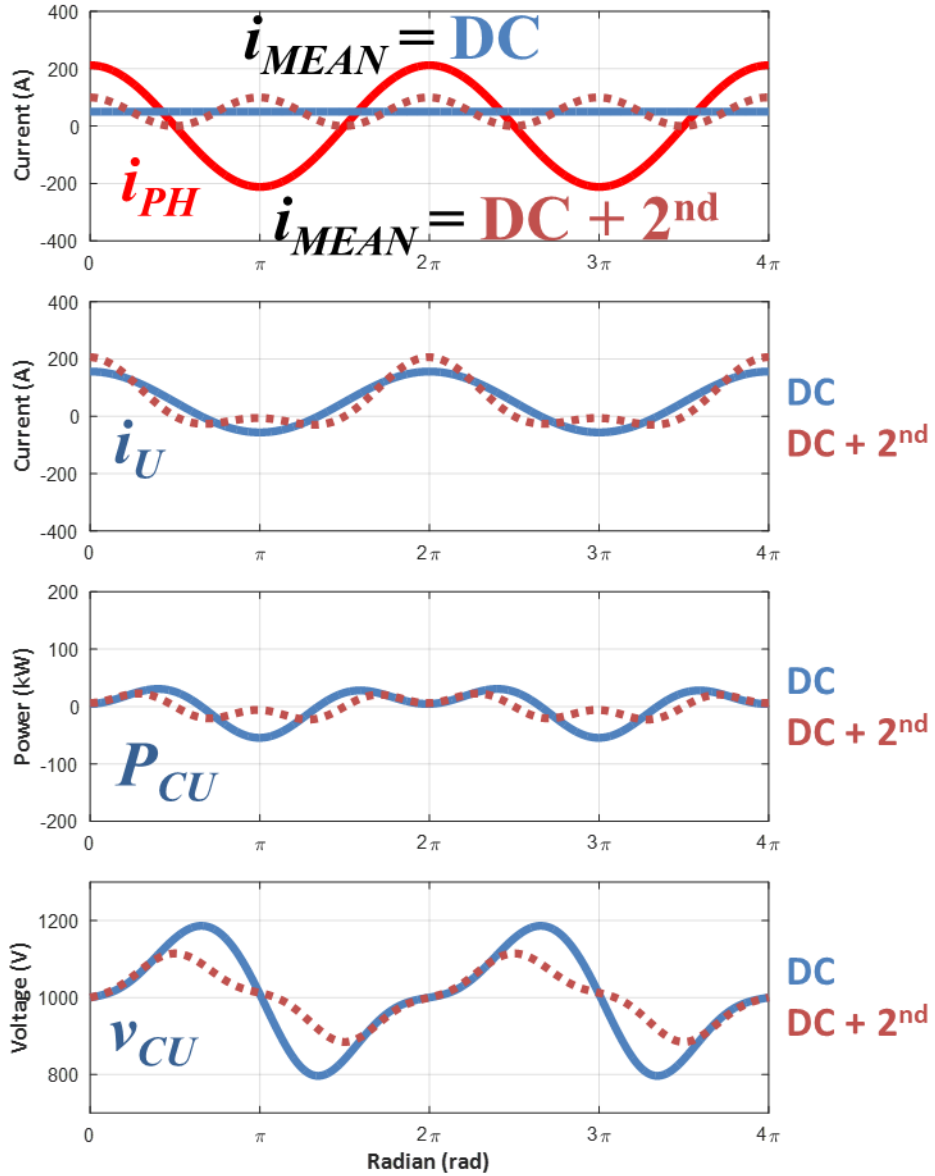 400
i_MEAN = DC
200
0
Current (A)
-200
i_PH
i_MEAN = DC + 2nd
-400
0 π 2π 3π 4π
400
200
DC
0
Current (A)
i_U
DC + 2nd
-200
-400
0 π 2π 3π 4π
200
100
DC
0
Power (kW)
DC + 2nd
P_CU
-100
-200
0 π 2π 3π 4π
1200
DC
1000
Voltage (V)
v_CU
DC + 2nd
800
0 π 2π 3π 4π
Radian (rad)